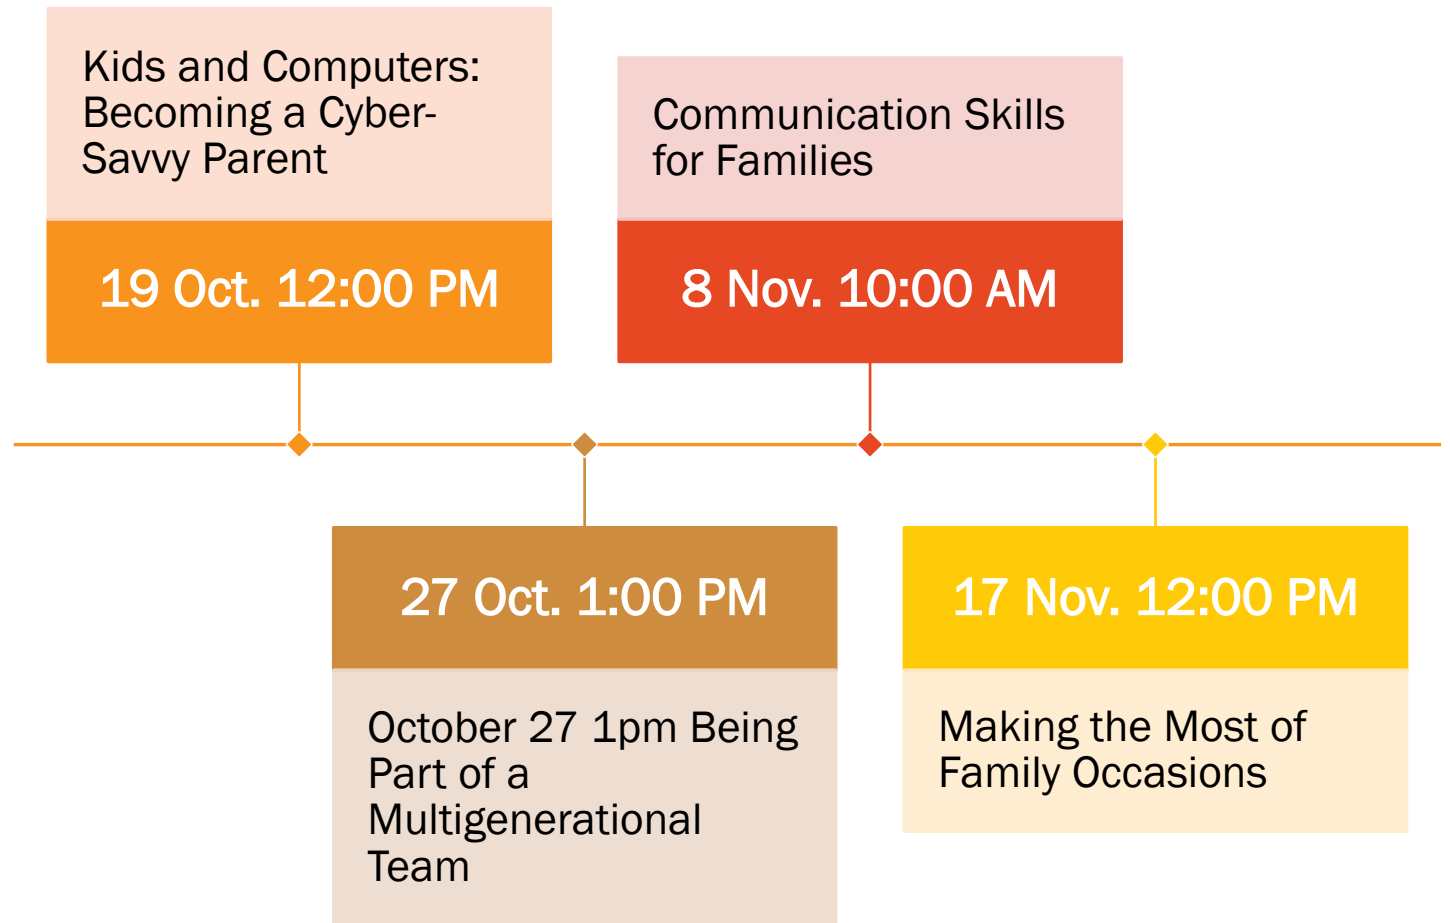 Kids and Computers:
Becoming a Cyber-
Savvy Parent
19 Oct. 12:00 PM
27 Oct. 1:00 PM
October 27 1pm Being
Part of a
Multigenerational
Team
Communication Skills
for Families
8 Nov. 10:00 AM
17 Nov. 12:00 PM
Making the Most of
Family Occasions